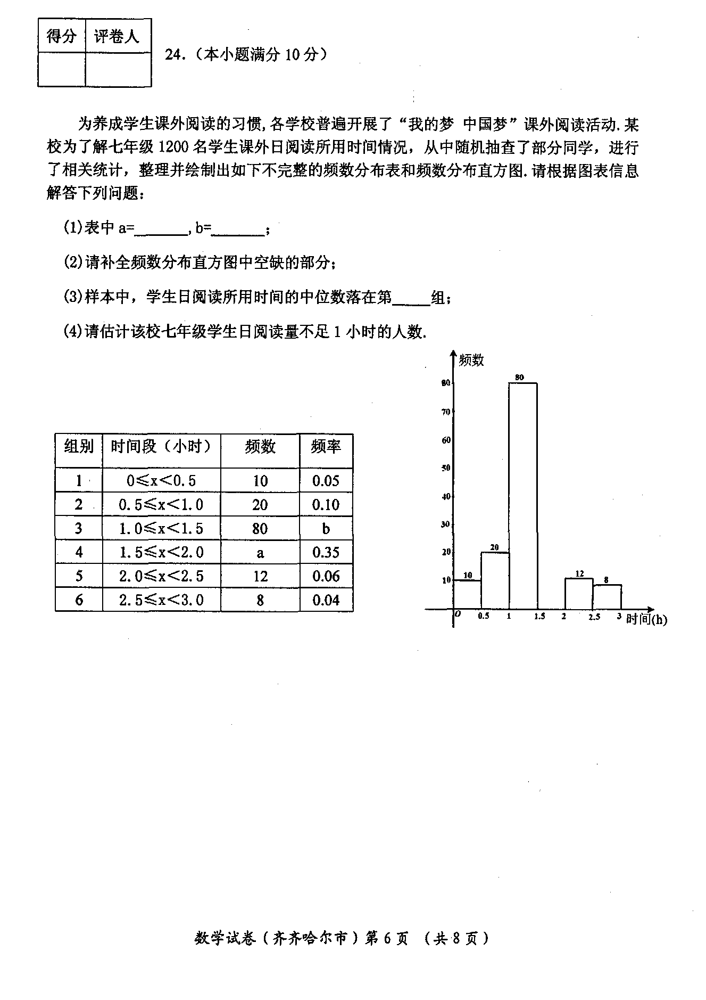 得分 评卷人
24.（本小题满分10分）
为养成学生课外阅读的习惯,各学校普遍开展了“我的梦 中国梦”课外阅读活动.某
校为了解七年级1200名学生课外日阅读所用时间情况，从中随机抽查了部分同学，进行
了相关统计，整理并绘制出如下不完整的频数分布表和频数分布直方图.请根据图表信息
解答下列问题：
(1)表中a=_______,b=_______；
(2)请补全频数分布直方图中空缺的部分；
(3)样本中，学生日阅读所用时间的中位数落在第_____组；
(4)请估计该校七年级学生日阅读量不足1小时的人数.
组别 时间段（小时） 频数 频率
1 0≤x＜0.5 10 0.05
2 0.5≤x＜1.0 20 0.10
3 1.0≤x＜1.5 80 b
4 1.5≤x＜2.0 a 0.35
5 2.0≤x＜2.5 12 0.06
6 2.5≤x＜3.0 8 0.04
频数
80
80
70
60
50
40
30
20 20
10 10 12 8
O 0.5 1 1.5 2 2.5 3 时间(h)
数学试卷（齐齐哈尔市）第6页 （共8页）